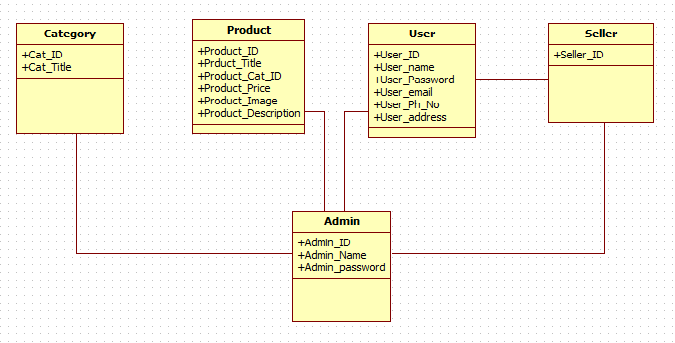 Category
+Cat_ID
+Cat_Title
Product
+Product_ID
+Prduct_Title
+Product_Cat_ID
+Product_Price
+Product_Image
+Product_Description
User
+User_ID
+User_name
+User_Password
+User_email
+User_Ph_No
+User_address
Seller
+Seller_ID
Admin
+Admin_ID
+Admin_Name
+Admin_password